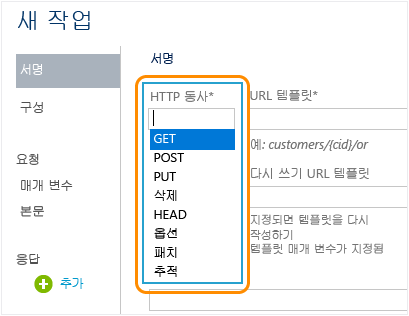 새 작업
서명
구성
요청
매개 변수
본문
응답
추가
서명
HTTP 동사*
GET
POST
PUT
삭제
HEAD
옵션
패치
추적
URL 템플릿*
예: customers/{cid}/or
다시 쓰기 URL 템플릿
지정되면 템플릿을 다시
작성하기
템플릿 매개 변수가 지정됨